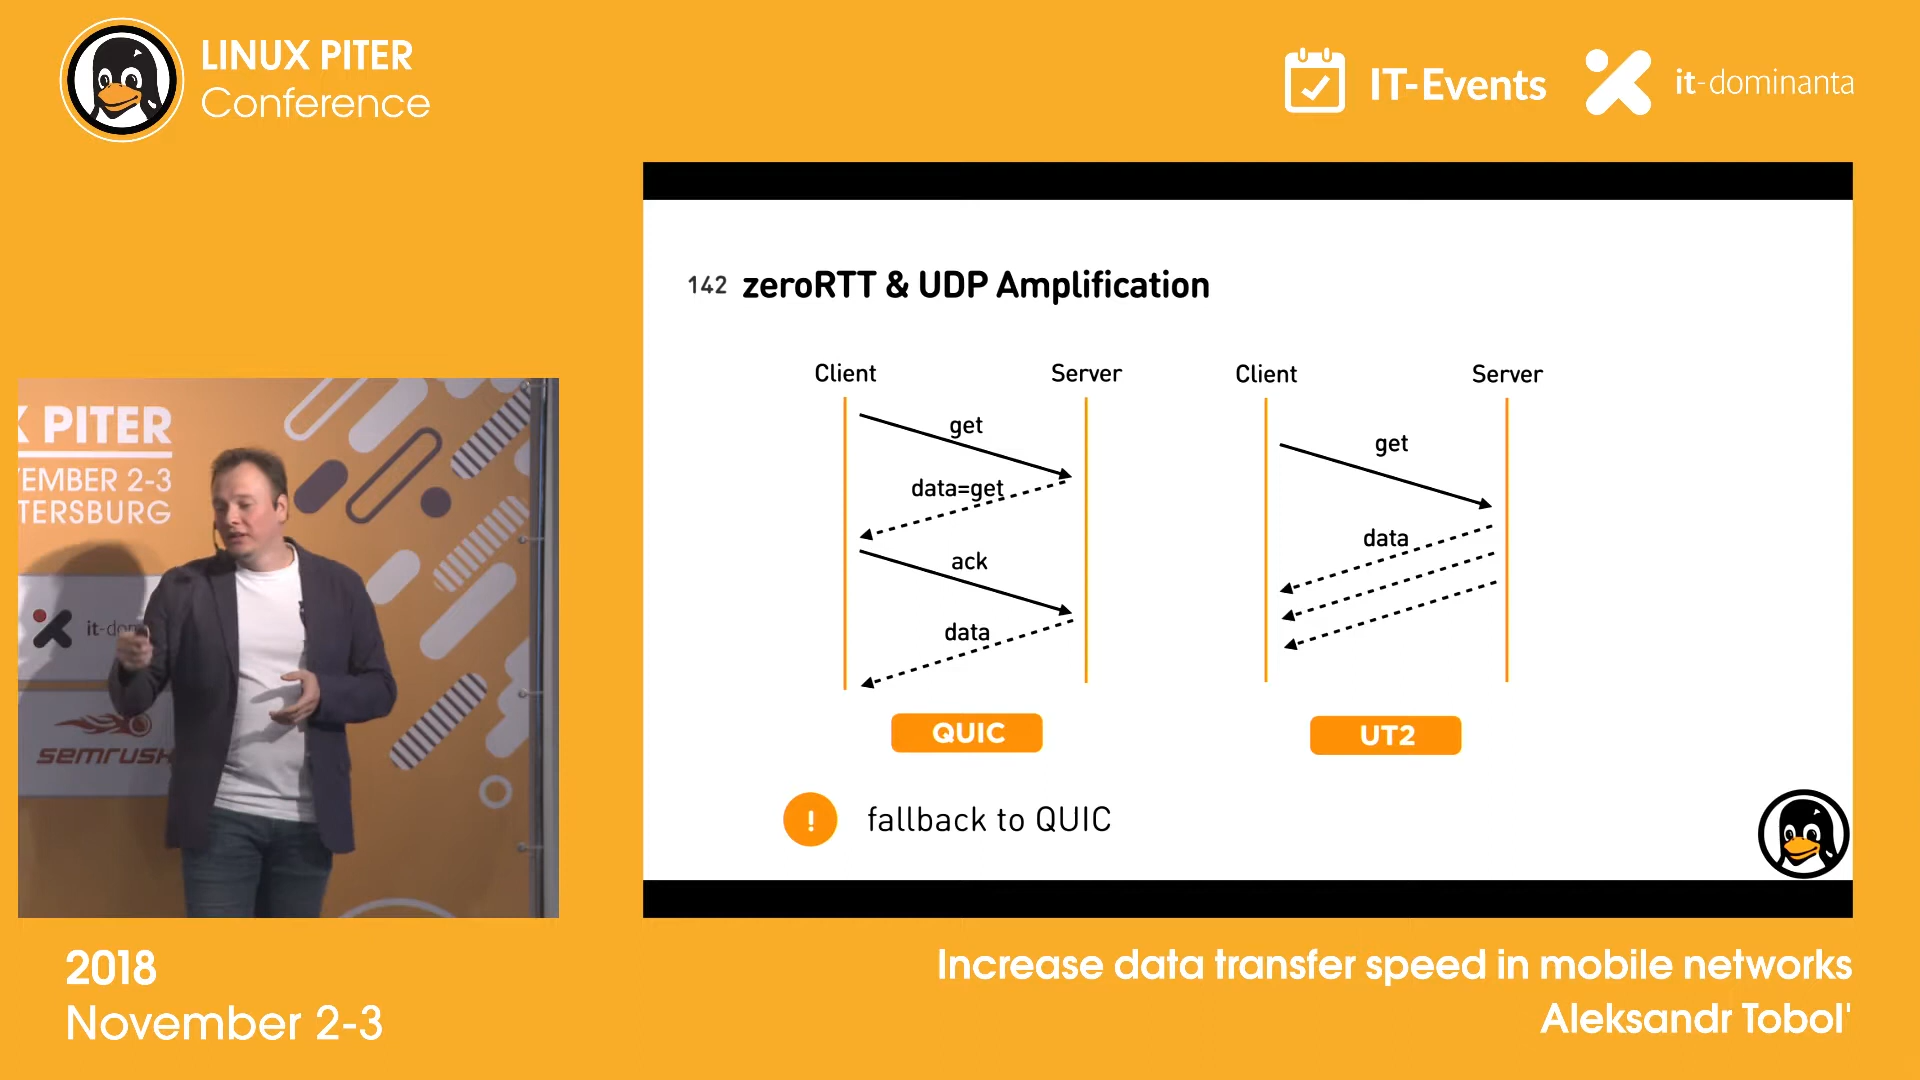 LINUX PITER
Conference
IT-Events
it-dominanta
142 zeroRTT & UDP Amplification
Client
Server
get
data=get
ack
data
QUIC
Client
Server
get
data
UT2
! fallback to QUIC
X PITER
EMBER 2-3
TERSBURG
it-do
semrush
2018
November 2-3
Increase data transfer speed in mobile networks
Aleksandr Tobol'